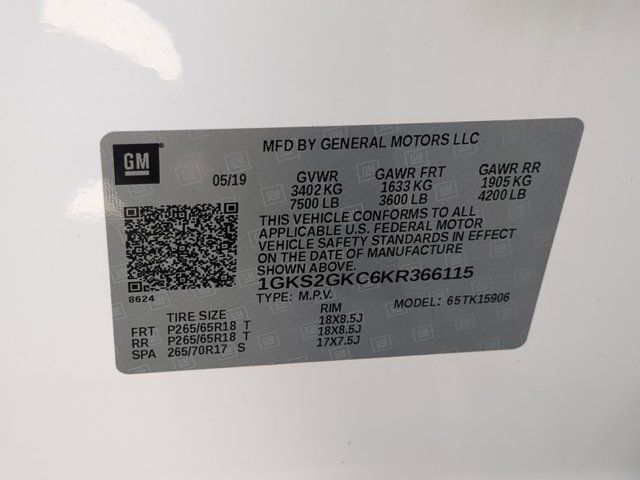 GM
MFD BY GENERAL MOTORS LLC
05/19 GVWR GAWR FRT GAWR RR
3402 KG 1633 KG 1905 KG
7500 LB 3600 LB 4200 LB
THIS VEHICLE CONFORMS TO ALL
APPLICABLE U.S. FEDERAL MOTOR
VEHICLE SAFETY STANDARDS IN EFFECT
ON THE DATE OF MANUFACTURE SHOWN ABOVE.
1GKS2GKC6KR366115
8624 TYPE: M.P.V. MODEL: 65TK15906
TIRE SIZE RIM
FRT P265/65R18 T 18X8.5J
RR P265/65R18 T 18X8.5J
SPA 265/70R17 S 17X7.5J